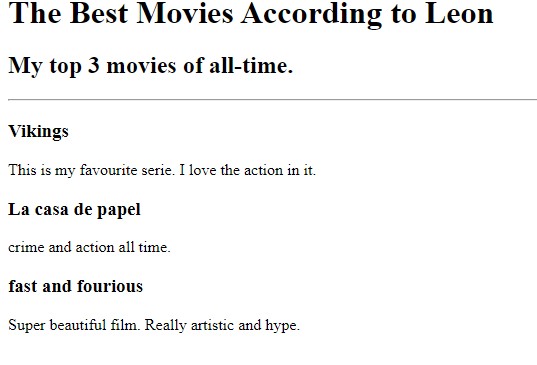 The Best Movies According to Leon
My top 3 movies of all-time.
Vikings
This is my favourite serie. I love the action in it.
La casa de papel
crime and action all time.
fast and fourious
Super beautiful film. Really artistic and hype.